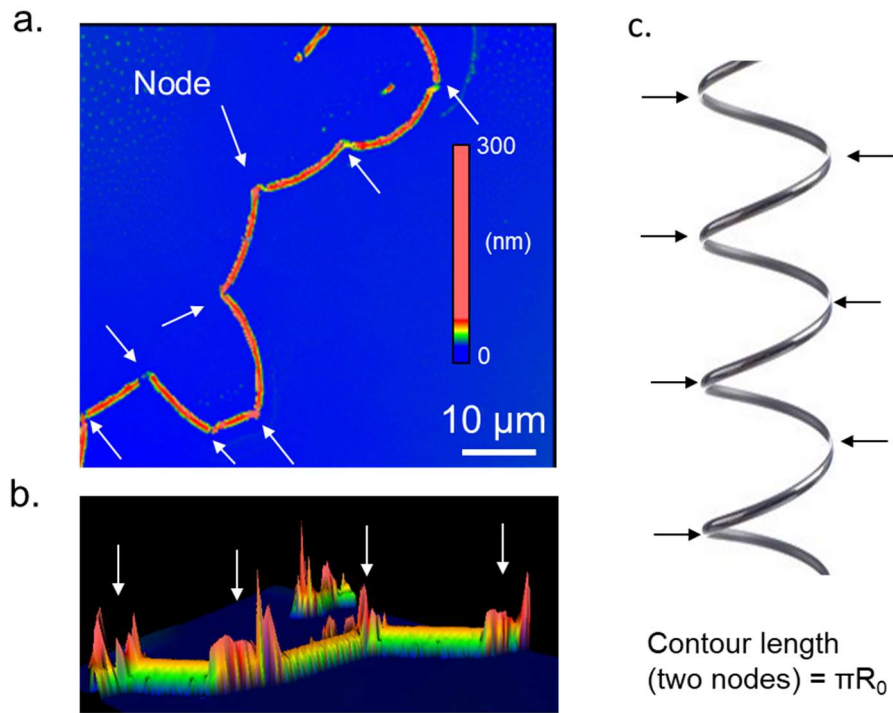 a.
Node
300
(nm)
0
10 μm
b.
c.
Contour length
(two nodes) = πR₀